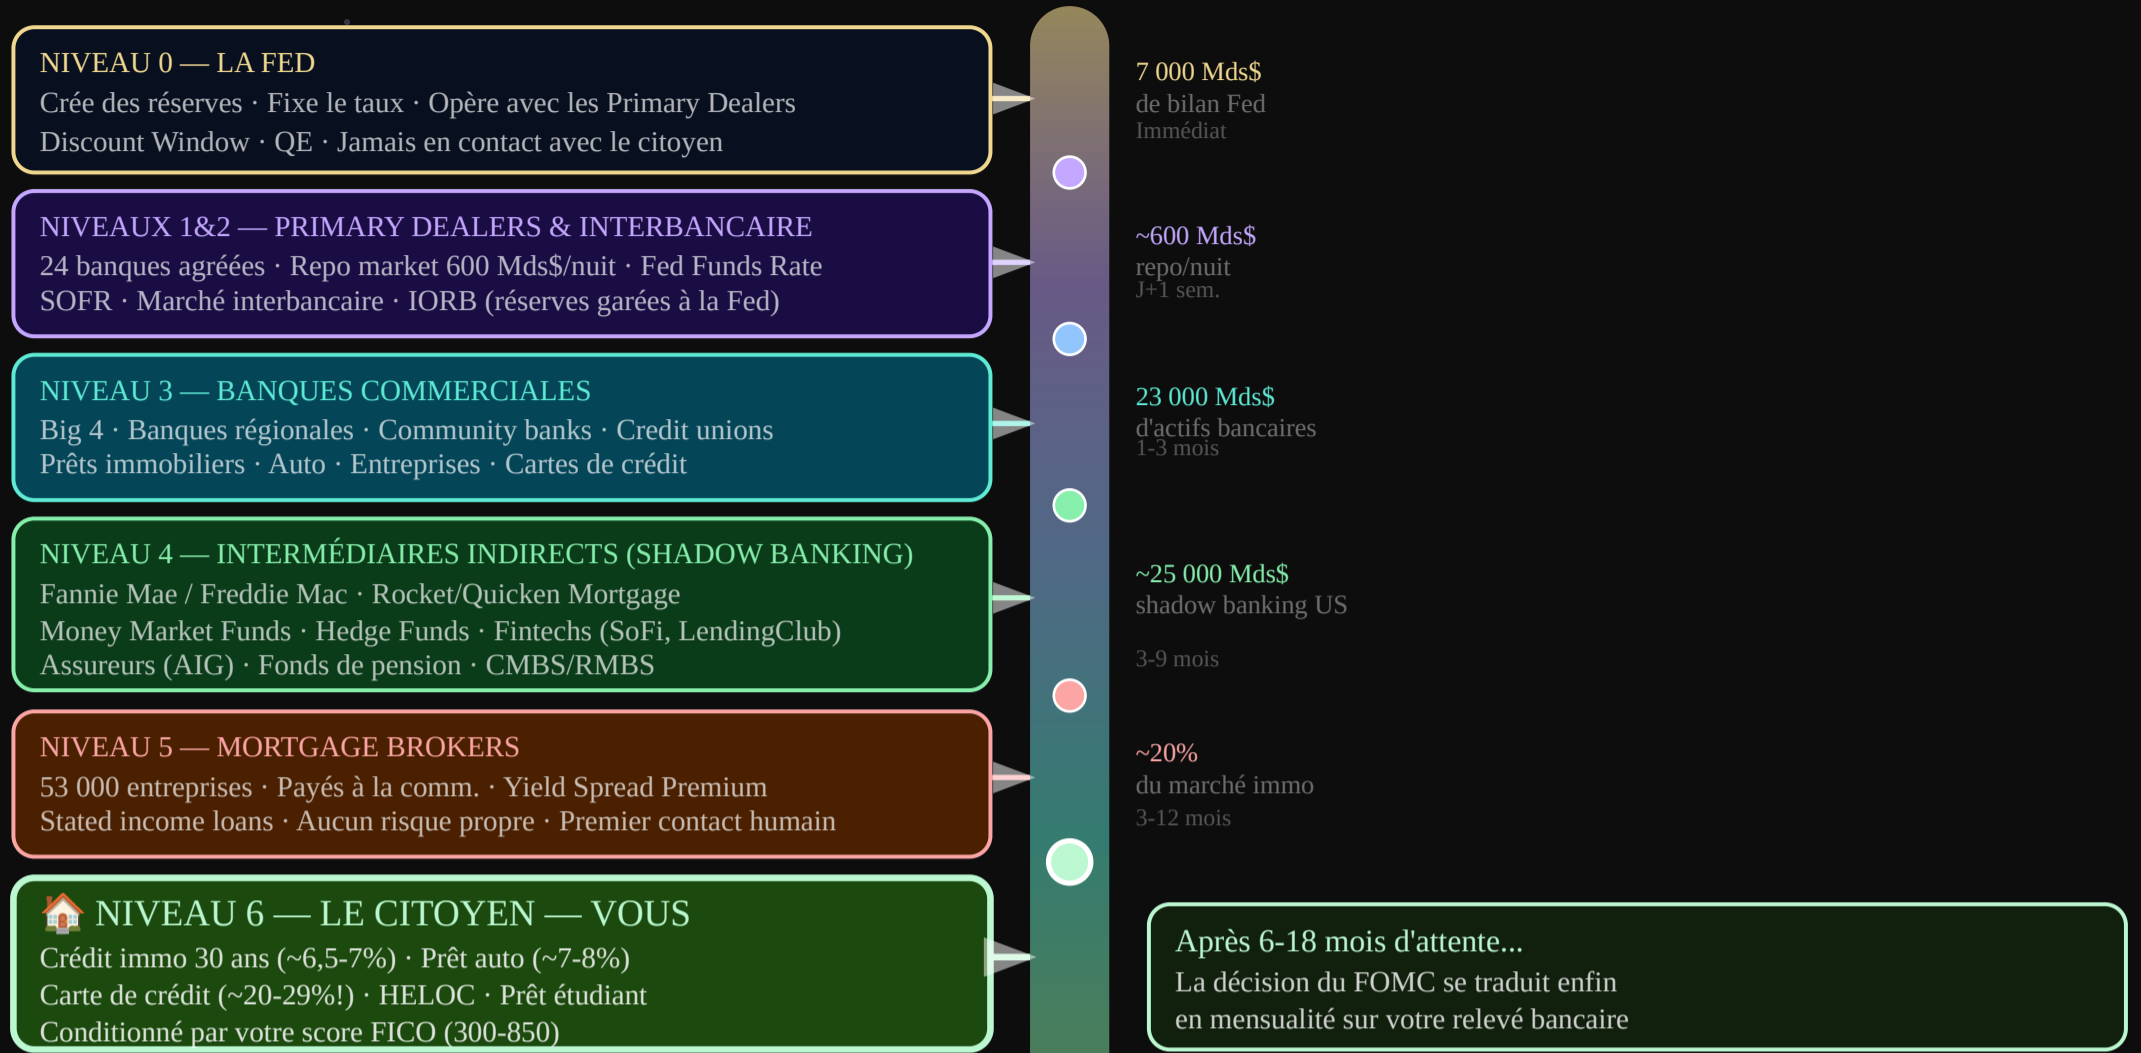 NIVEAU 0 — LA FED
Crée des réserves · Fixe le taux · Opère avec les Primary Dealers
Discount Window · QE · Jamais en contact avec le citoyen
7 000 Mds$
de bilan Fed
Immédiat
NIVEAUX 1&2 — PRIMARY DEALERS & INTERBANCAIRE
24 banques agréées · Repo market 600 Mds$/nuit · Fed Funds Rate
SOFR · Marché interbancaire · IORB (réserves garées à la Fed)
~600 Mds$
repo/nuit
J+1 sem.
NIVEAU 3 — BANQUES COMMERCIALES
Big 4 · Banques régionales · Community banks · Credit unions
Prêts immobiliers · Auto · Entreprises · Cartes de crédit
23 000 Mds$
d'actifs bancaires
1-3 mois
NIVEAU 4 — INTERMÉDIAIRES INDIRECTS (SHADOW BANKING)
Fannie Mae / Freddie Mac · Rocket/Quicken Mortgage
Money Market Funds · Hedge Funds · Fintechs (SoFi, LendingClub)
Assureurs (AIG) · Fonds de pension · CMBS/RMBS
~25 000 Mds$
shadow banking US
3-9 mois
NIVEAU 5 — MORTGAGE BROKERS
53 000 entreprises · Payés à la comm. · Yield Spread Premium
Stated income loans · Aucun risque propre · Premier contact humain
~20%
du marché immo
3-12 mois
🏠 NIVEAU 6 — LE CITOYEN — VOUS
Crédit immo 30 ans (~6,5-7%) · Prêt auto (~7-8%)
Carte de crédit (~20-29%!) · HELOC · Prêt étudiant
Conditionné par votre score FICO (300-850)
Après 6-18 mois d'attente...
La décision du FOMC se traduit enfin
en mensualité sur votre relevé bancaire